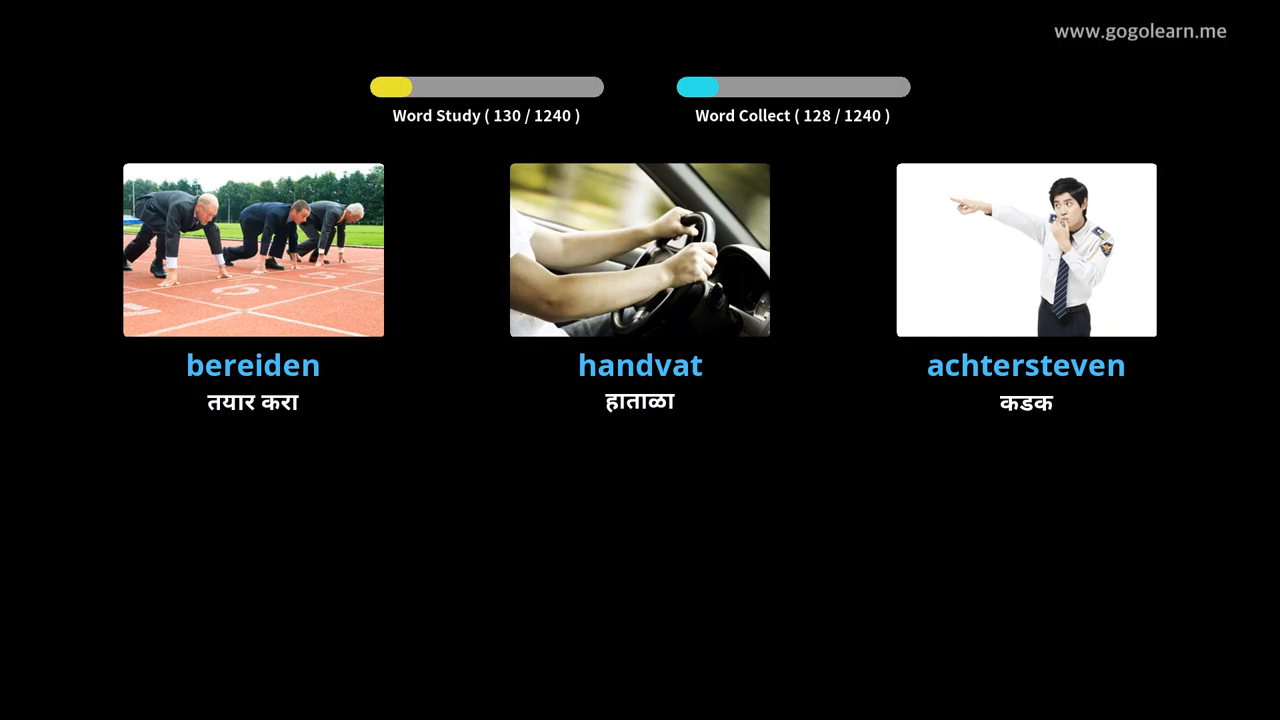 www.gogolearn.me
Word Study ( 130 / 1240 )
Word Collect ( 128 / 1240 )
bereiden
handvat
achtersteven
तयार करा
हाताळा
कडक